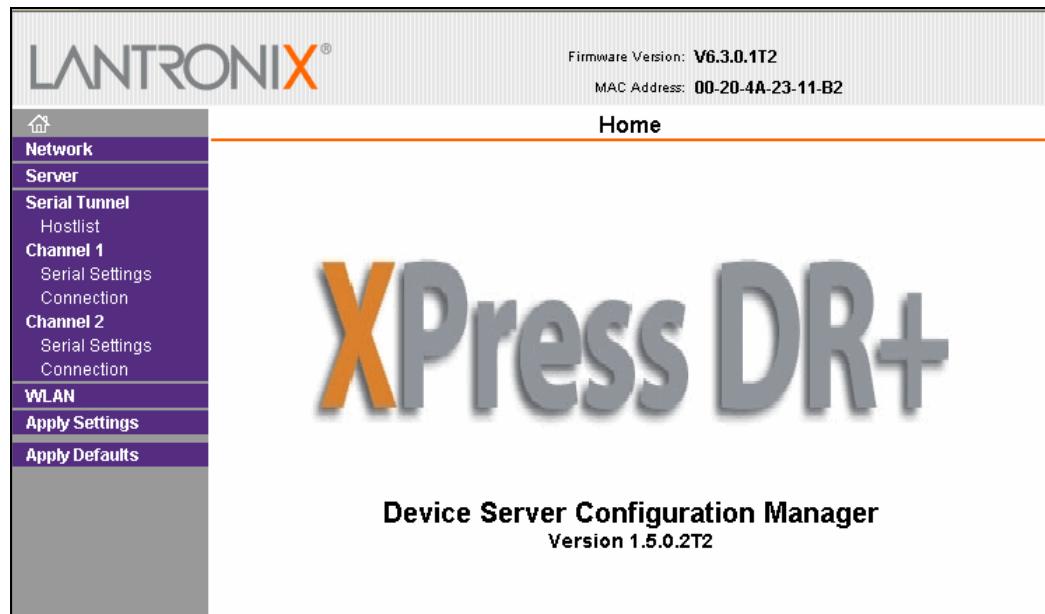 LANTRONIX®
Firmware Version: V6.3.0.1T2
MAC Address: 00-20-4A-23-11-B2
Home
Network
Server
Serial Tunnel
Hostlist
Channel 1
Serial Settings
Connection
Channel 2
Serial Settings
Connection
WLAN
Apply Settings
Apply Defaults
XPress DR+
Device Server Configuration Manager
Version 1.5.0.2T2